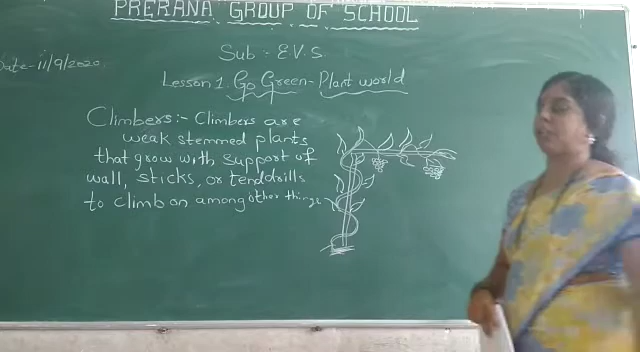 PRERANA GROUP OF SCHOOL
Date-11/9/2020
Sub :- E.V.S.
Lesson 1. Go Green - Plant world
Climbers :- Climbers are
weak stemmed plants
that grow with support of
wall, sticks, or tenddrills
to climb on among other things